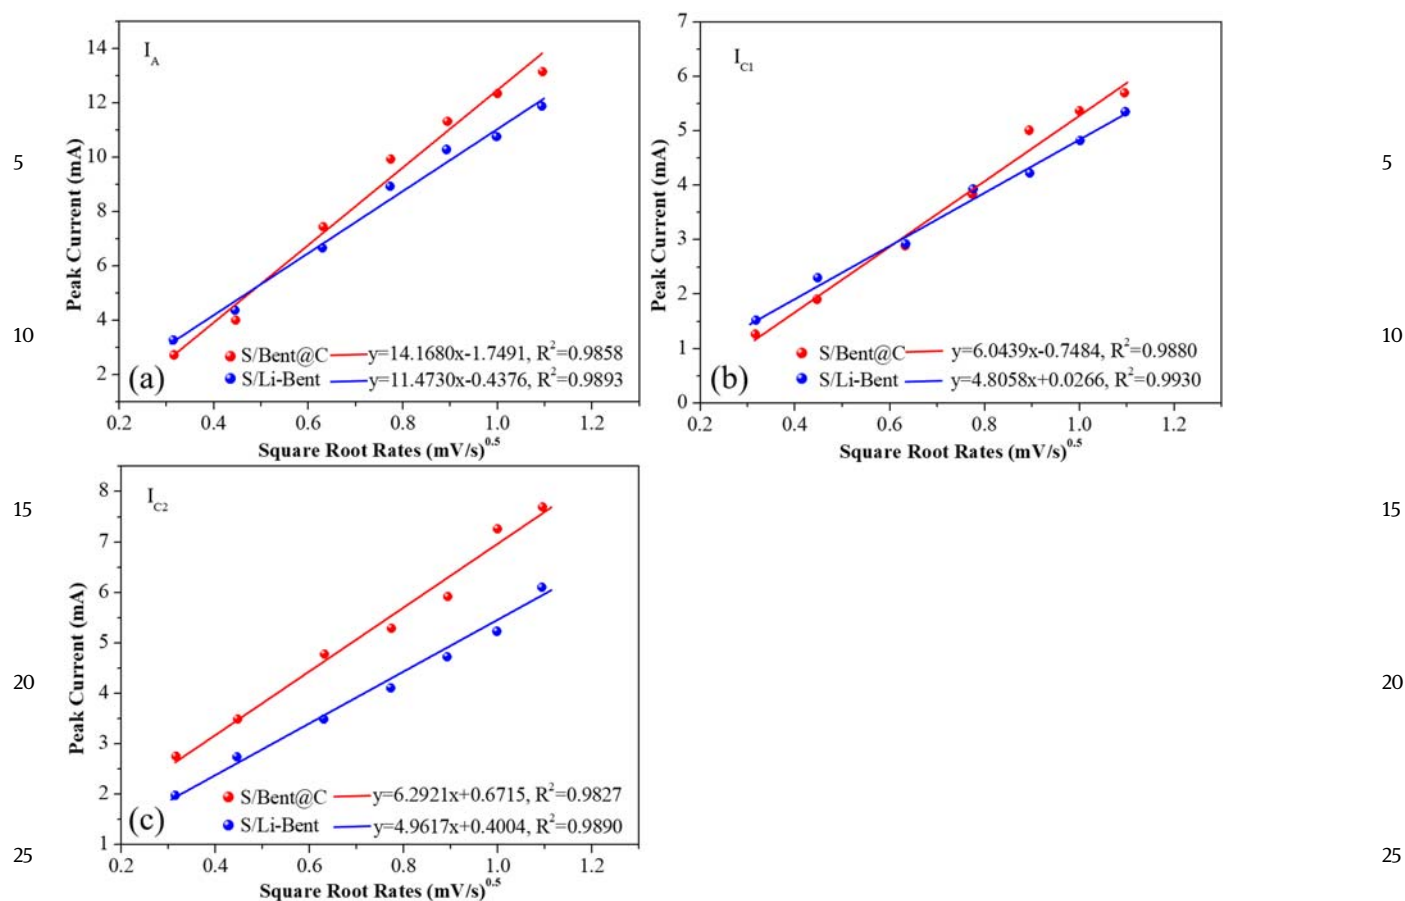 I_A
14
12
10
8
6
4
2
Peak Current (mA)
S/Bent@C y=14.1680x-1.7491, R²=0.9858
S/Li-Bent y=11.4730x-0.4376, R²=0.9893
(a)
0.2 0.4 0.6 0.8 1.0 1.2
Square Root Rates (mV/s)^0.5
I_C1
7
6
5
4
3
2
1
0
Peak Current (mA)
S/Bent@C y=6.0439x-0.7484, R²=0.9880
S/Li-Bent y=4.8058x+0.0266, R²=0.9930
(b)
0.2 0.4 0.6 0.8 1.0 1.2
Square Root Rates (mV/s)^0.5
I_C2
8
7
6
5
4
3
2
1
Peak Current (mA)
S/Bent@C y=6.2921x+0.6715, R²=0.9827
S/Li-Bent y=4.9617x+0.4004, R²=0.9890
(c)
0.2 0.4 0.6 0.8 1.0 1.2
Square Root Rates (mV/s)^0.5
5
10
15
20
25
5
10
15
20
25